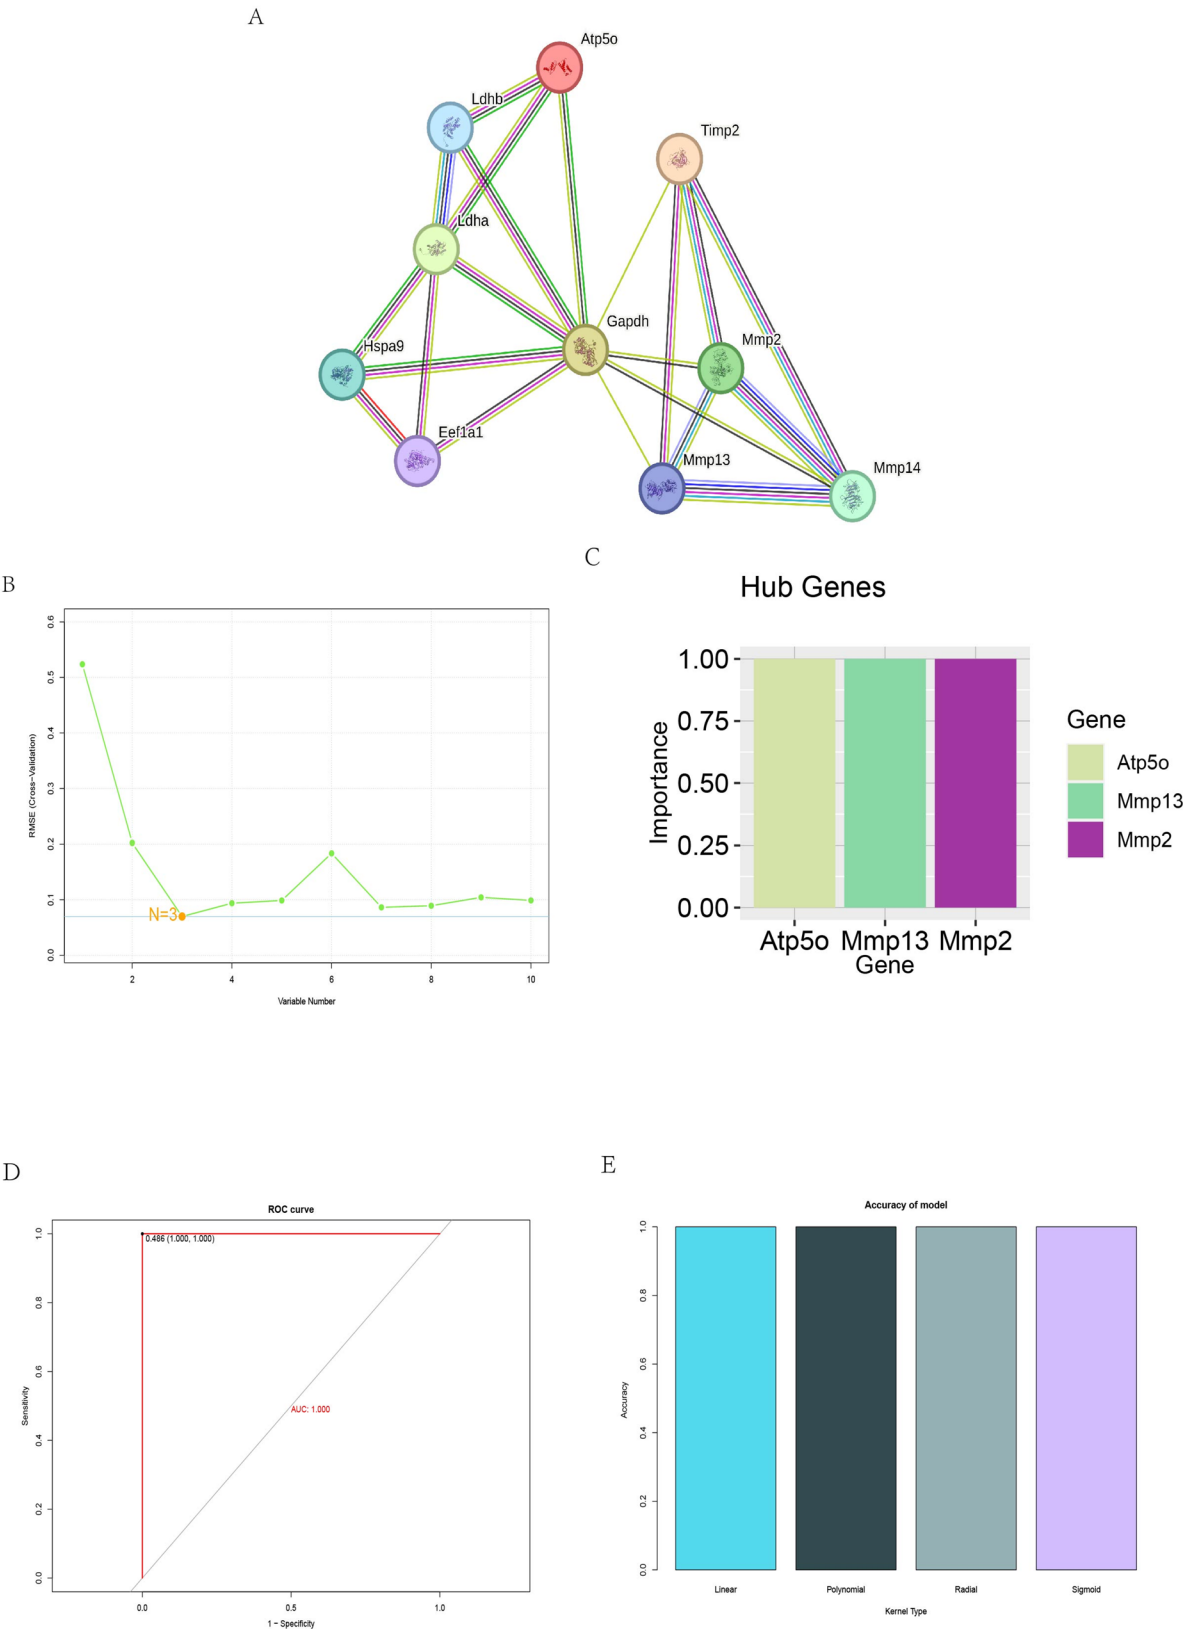 A
Atp5o
Ldhb
Timp2
Ldha
Gapdh
Mmp2
Hspa9
Eef1a1
Mmp13
Mmp14
B
RMSE (Cross-Validation)
0.6
0.5
0.4
0.3
0.2
0.1
0.0
N=3
2 4 6 8 10
Variable Number
C
Hub Genes
Importance
1.00
0.75
0.50
0.25
0.00
Atp5o Mmp13 Mmp2
Gene
Gene
Atp5o
Mmp13
Mmp2
D
ROC curve
Sensitivity
1.0
0.8
0.6
0.4
0.2
0.0
0.486 (1.000, 1.000)
AUC: 1.000
0.0 0.5 1.0
1 - Specificity
E
Accuracy of model
Accuracy
1.0
0.8
0.6
0.4
0.2
0.0
Linear Polynomial Radial Sigmoid
Kernel Type